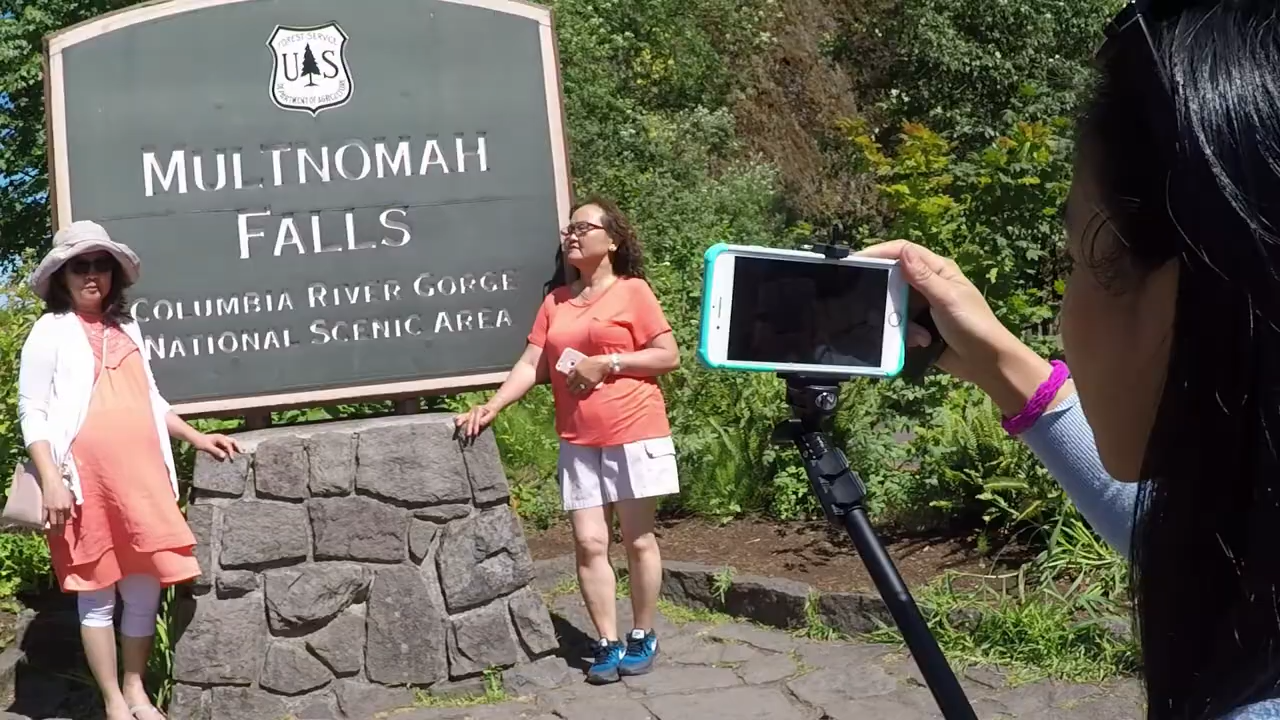 FOREST SERVICE
US
DEPARTMENT OF AGRICULTURE
MULTNOMAH
FALLS
COLUMBIA RIVER GORGE
NATIONAL SCENIC AREA